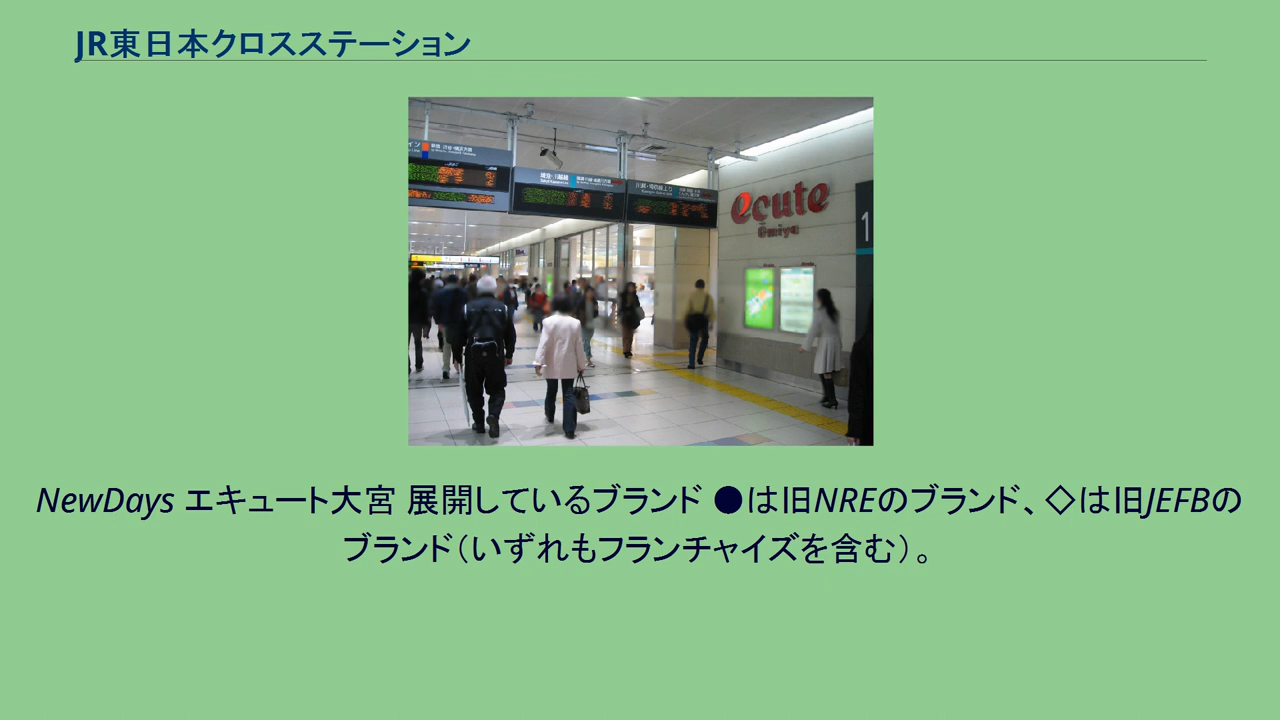 JR東日本クロスステーション
ecute
Omiya
1
NewDays エキュート大宮 展開しているブランド ●は旧NREのブランド、◇は旧JEFBの
ブランド（いずれもフランチャイズを含む）。